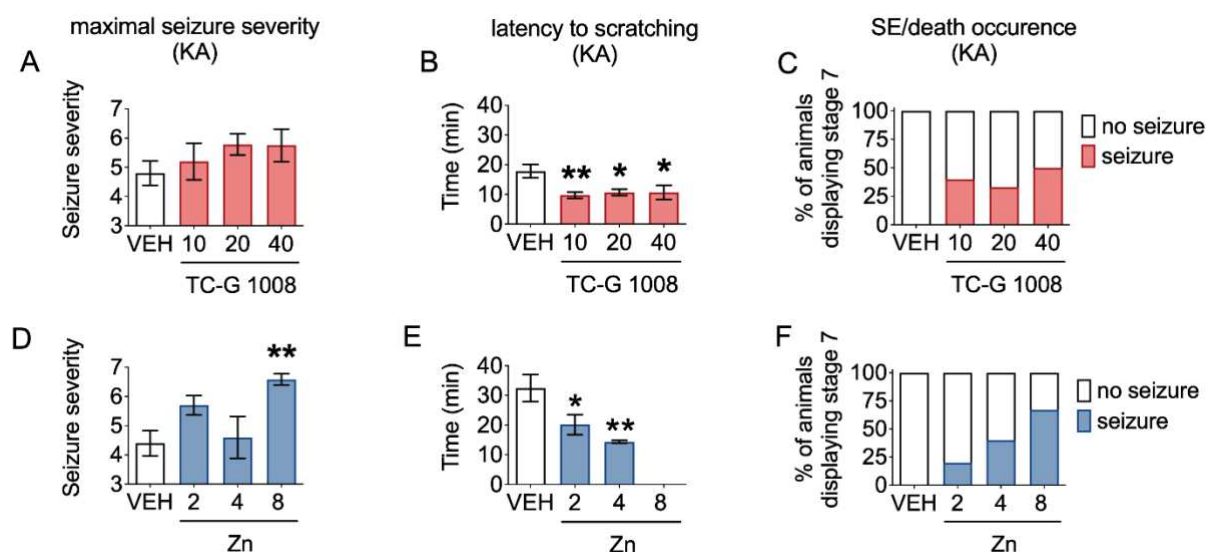 maximal seizure severity
(KA)
latency to scratching
(KA)
SE/death occurence
(KA)
A
Seizure severity
7
6
5
4
3
VEH 10 20 40
TC-G 1008
B
Time (min)
40
30
20
10
0
** * *
VEH 10 20 40
TC-G 1008
C
% of animals
displaying stage 7
100
75
50
25
0
VEH 10 20 40
TC-G 1008
no seizure
seizure
D
Seizure severity
7
6
5
4
3
**
VEH 2 4 8
Zn
E
Time (min)
40
30
20
10
0
* **
VEH 2 4 8
Zn
F
% of animals
displaying stage 7
100
75
50
25
0
VEH 2 4 8
Zn
no seizure
seizure